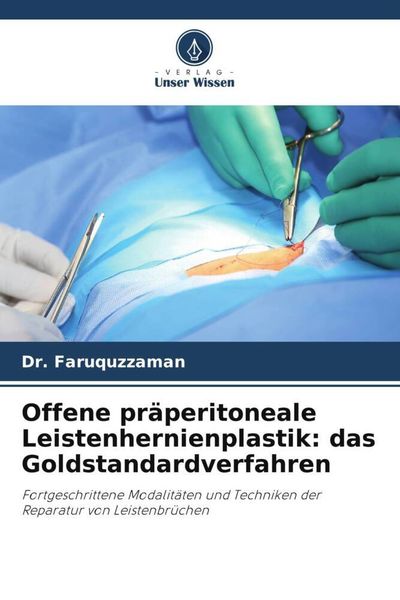 - VERLAG -
Unser Wissen
Dr. Faruquzzaman
Offene präperitoneale
Leistenhernienplastik: das
Goldstandardverfahren
Fortgeschrittene Modalitäten und Techniken der
Reparatur von Leistenbrüchen